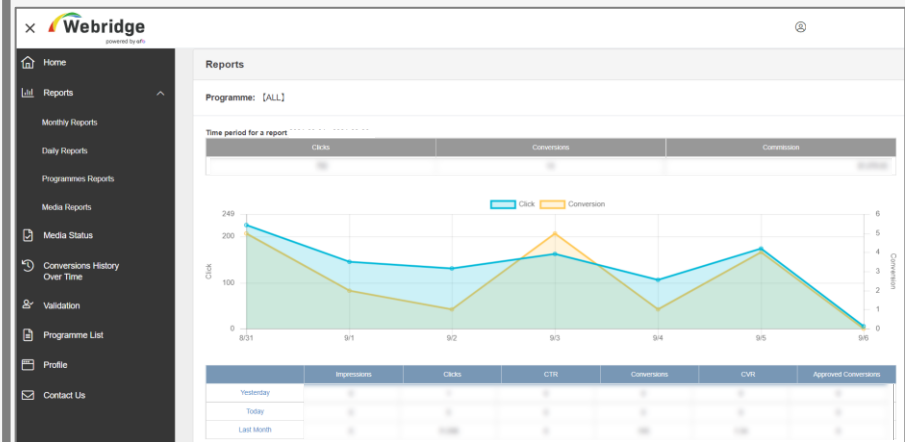 × Webridge
powered by afb
Home
Reports
Monthly Reports
Daily Reports
Programmes Reports
Media Reports
Media Status
Conversions History
Over Time
Validation
Programme List
Profile
Contact Us
Reports
Programme: 【ALL】
Time period for a report
Clicks Conversions Commission
Click Conversion
249
200
100
0
Click
6
5
4
3
2
1
0
Conversion
8/31 9/1 9/2 9/3 9/4 9/5 9/6
Impressions Clicks CTR Conversions CVR Approved Conversions
Yesterday
Today
Last Month